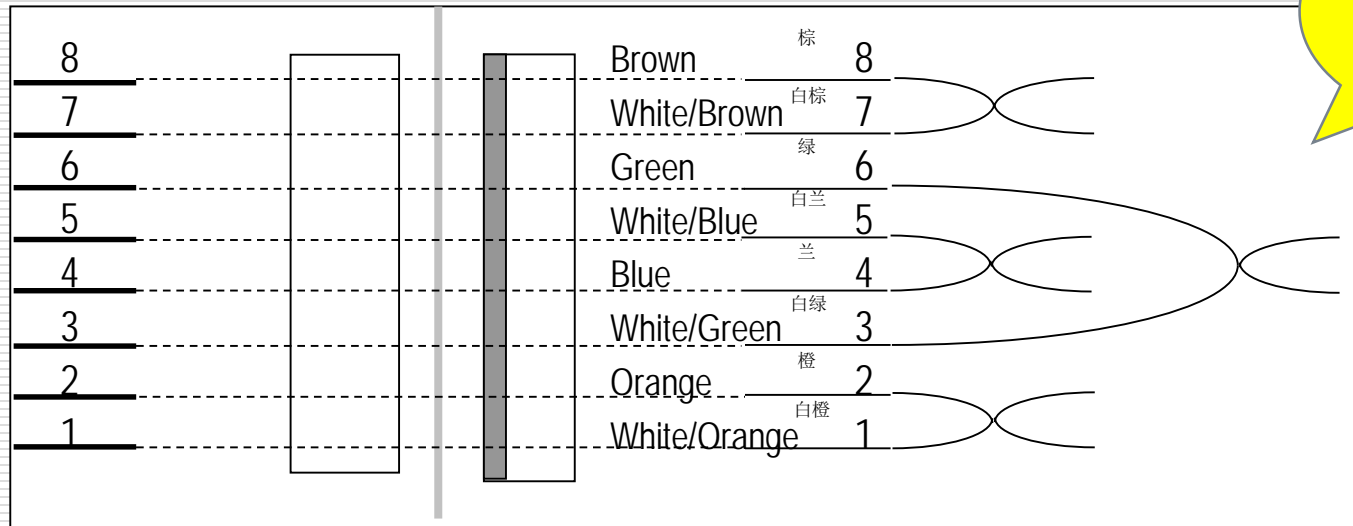 8 Brown 棕 8
7 White/Brown 白棕 7
6 Green 绿 6
5 White/Blue 白兰 5
4 Blue 兰 4
3 White/Green 白绿 3
2 Orange 橙 2
1 White/Orange 白橙 1